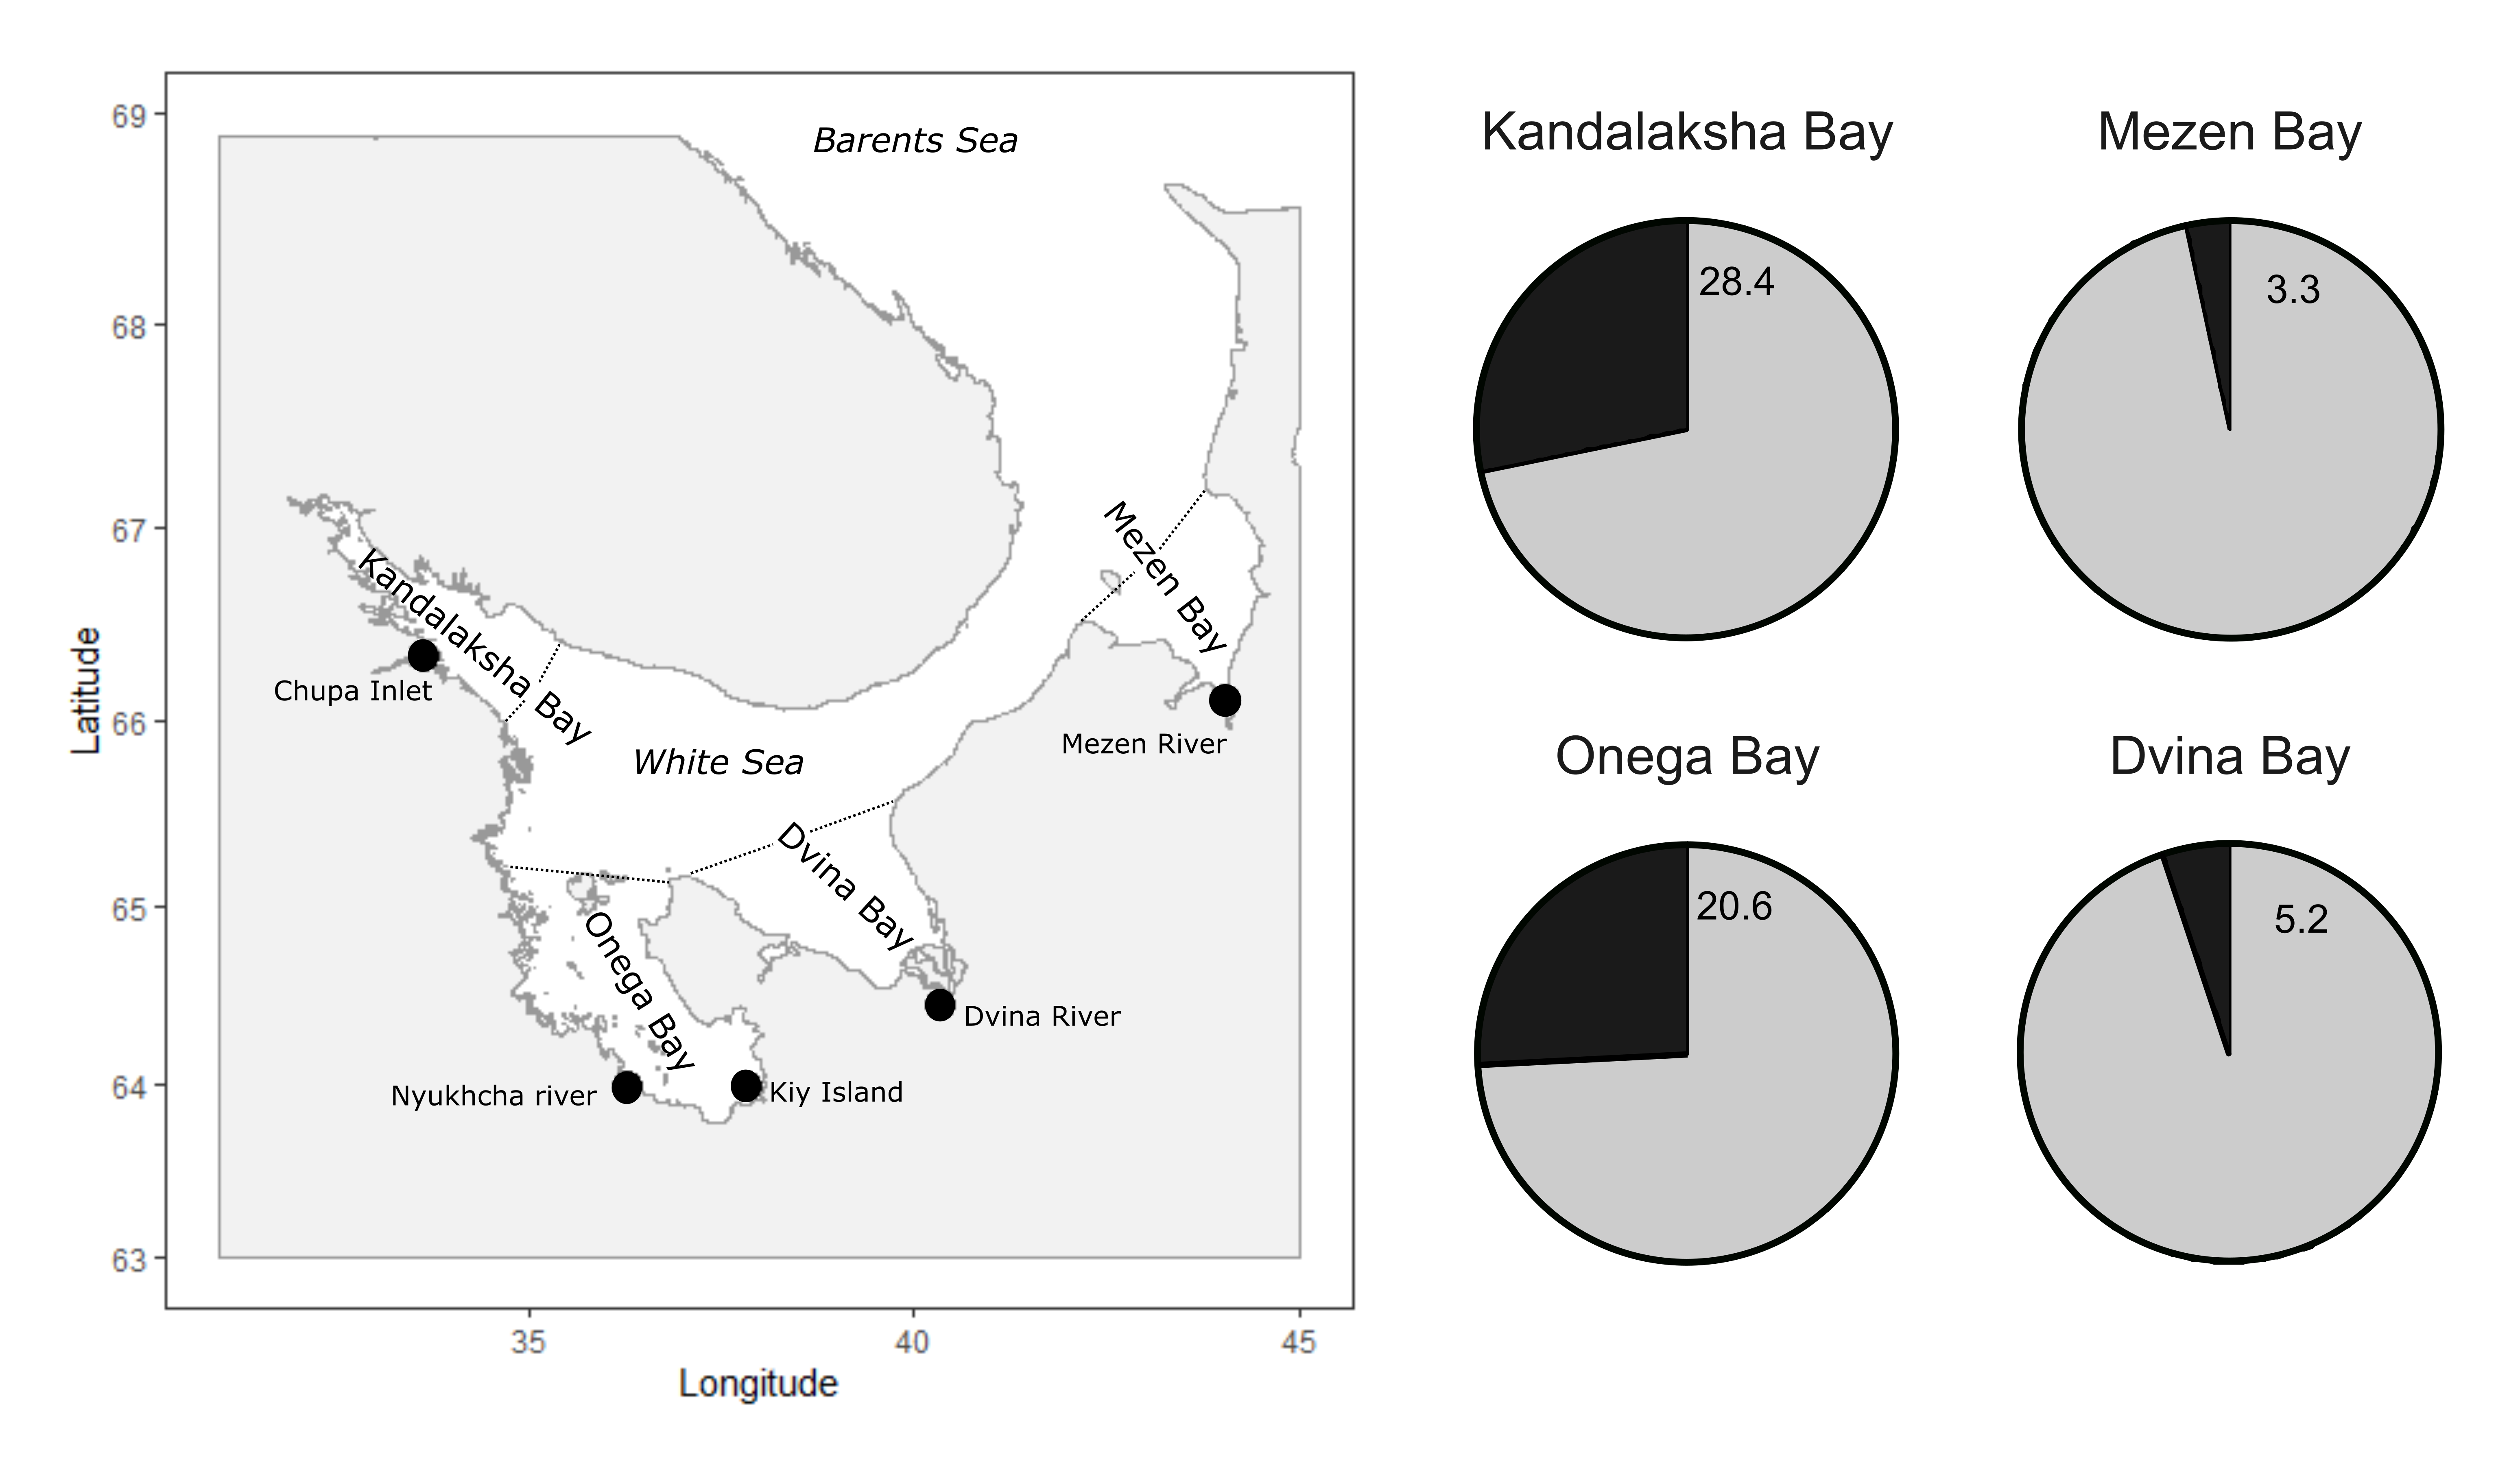 69
68
67
66
65
64
63
Latitude
35
40
45
Longitude
Barents Sea
Kandalaksha Bay
Chupa Inlet
Mezen Bay
Mezen River
White Sea
Dvina Bay
Dvina River
Onega Bay
Nyukhcha river
Kiy Island
Kandalaksha Bay
28.4
Mezen Bay
3.3
Onega Bay
20.6
Dvina Bay
5.2